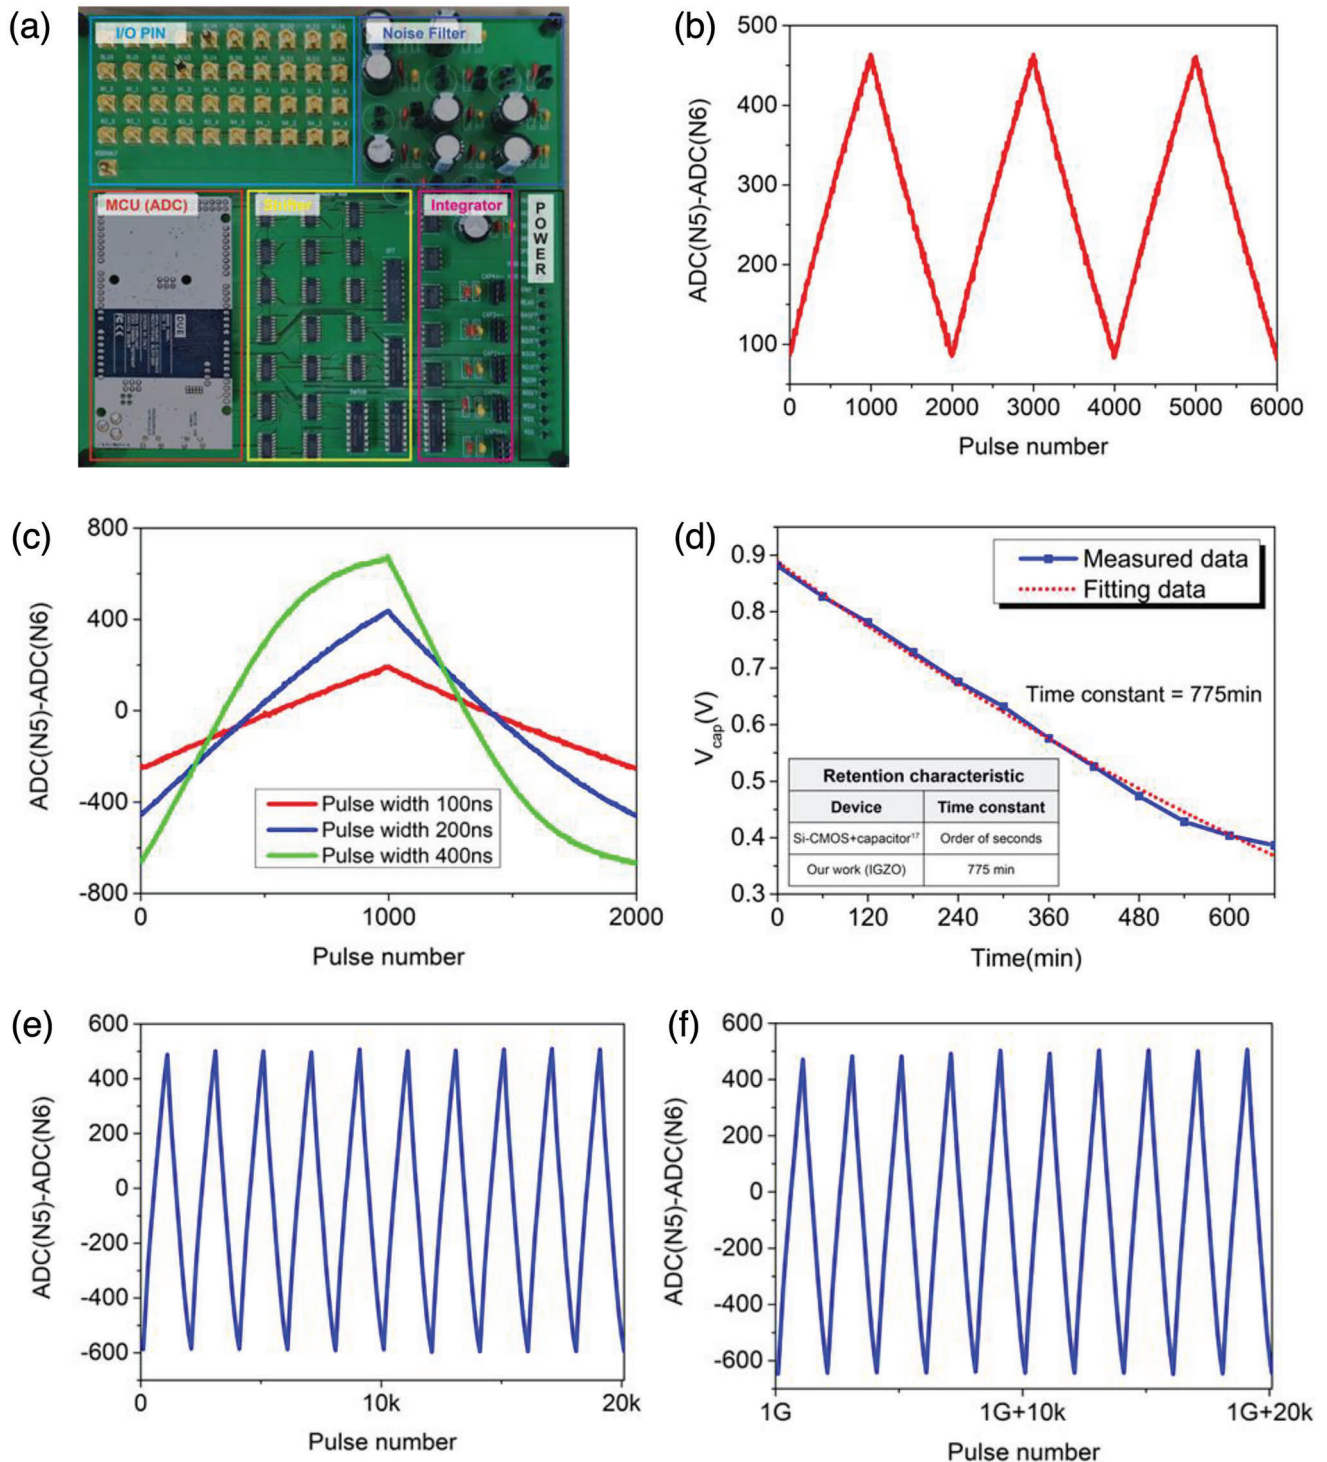 (a)
I/O PIN
Noise Filter
MCU (ADC)
Shifter
Integrator
POWER
DUE
(b)
ADC(N5)-ADC(N6)
500
400
300
200
100
0 1000 2000 3000 4000 5000 6000
Pulse number
(c)
ADC(N5)-ADC(N6)
800
400
0
-400
-800
Pulse width 100ns
Pulse width 200ns
Pulse width 400ns
0 1000 2000
Pulse number
(d)
Vcap(V)
0.9
0.8
0.7
0.6
0.5
0.4
0.3
Measured data
Fitting data
Time constant = 775min
Retention characteristic
Device Time constant
Si-CMOS+capacitor¹⁷ Order of seconds
Our work (IGZO) 775 min
0 120 240 360 480 600
Time(min)
(e)
ADC(N5)-ADC(N6)
600
400
200
0
-200
-400
-600
0 10k 20k
Pulse number
(f)
ADC(N5)-ADC(N6)
600
400
200
0
-200
-400
-600
1G 1G+10k 1G+20k
Pulse number